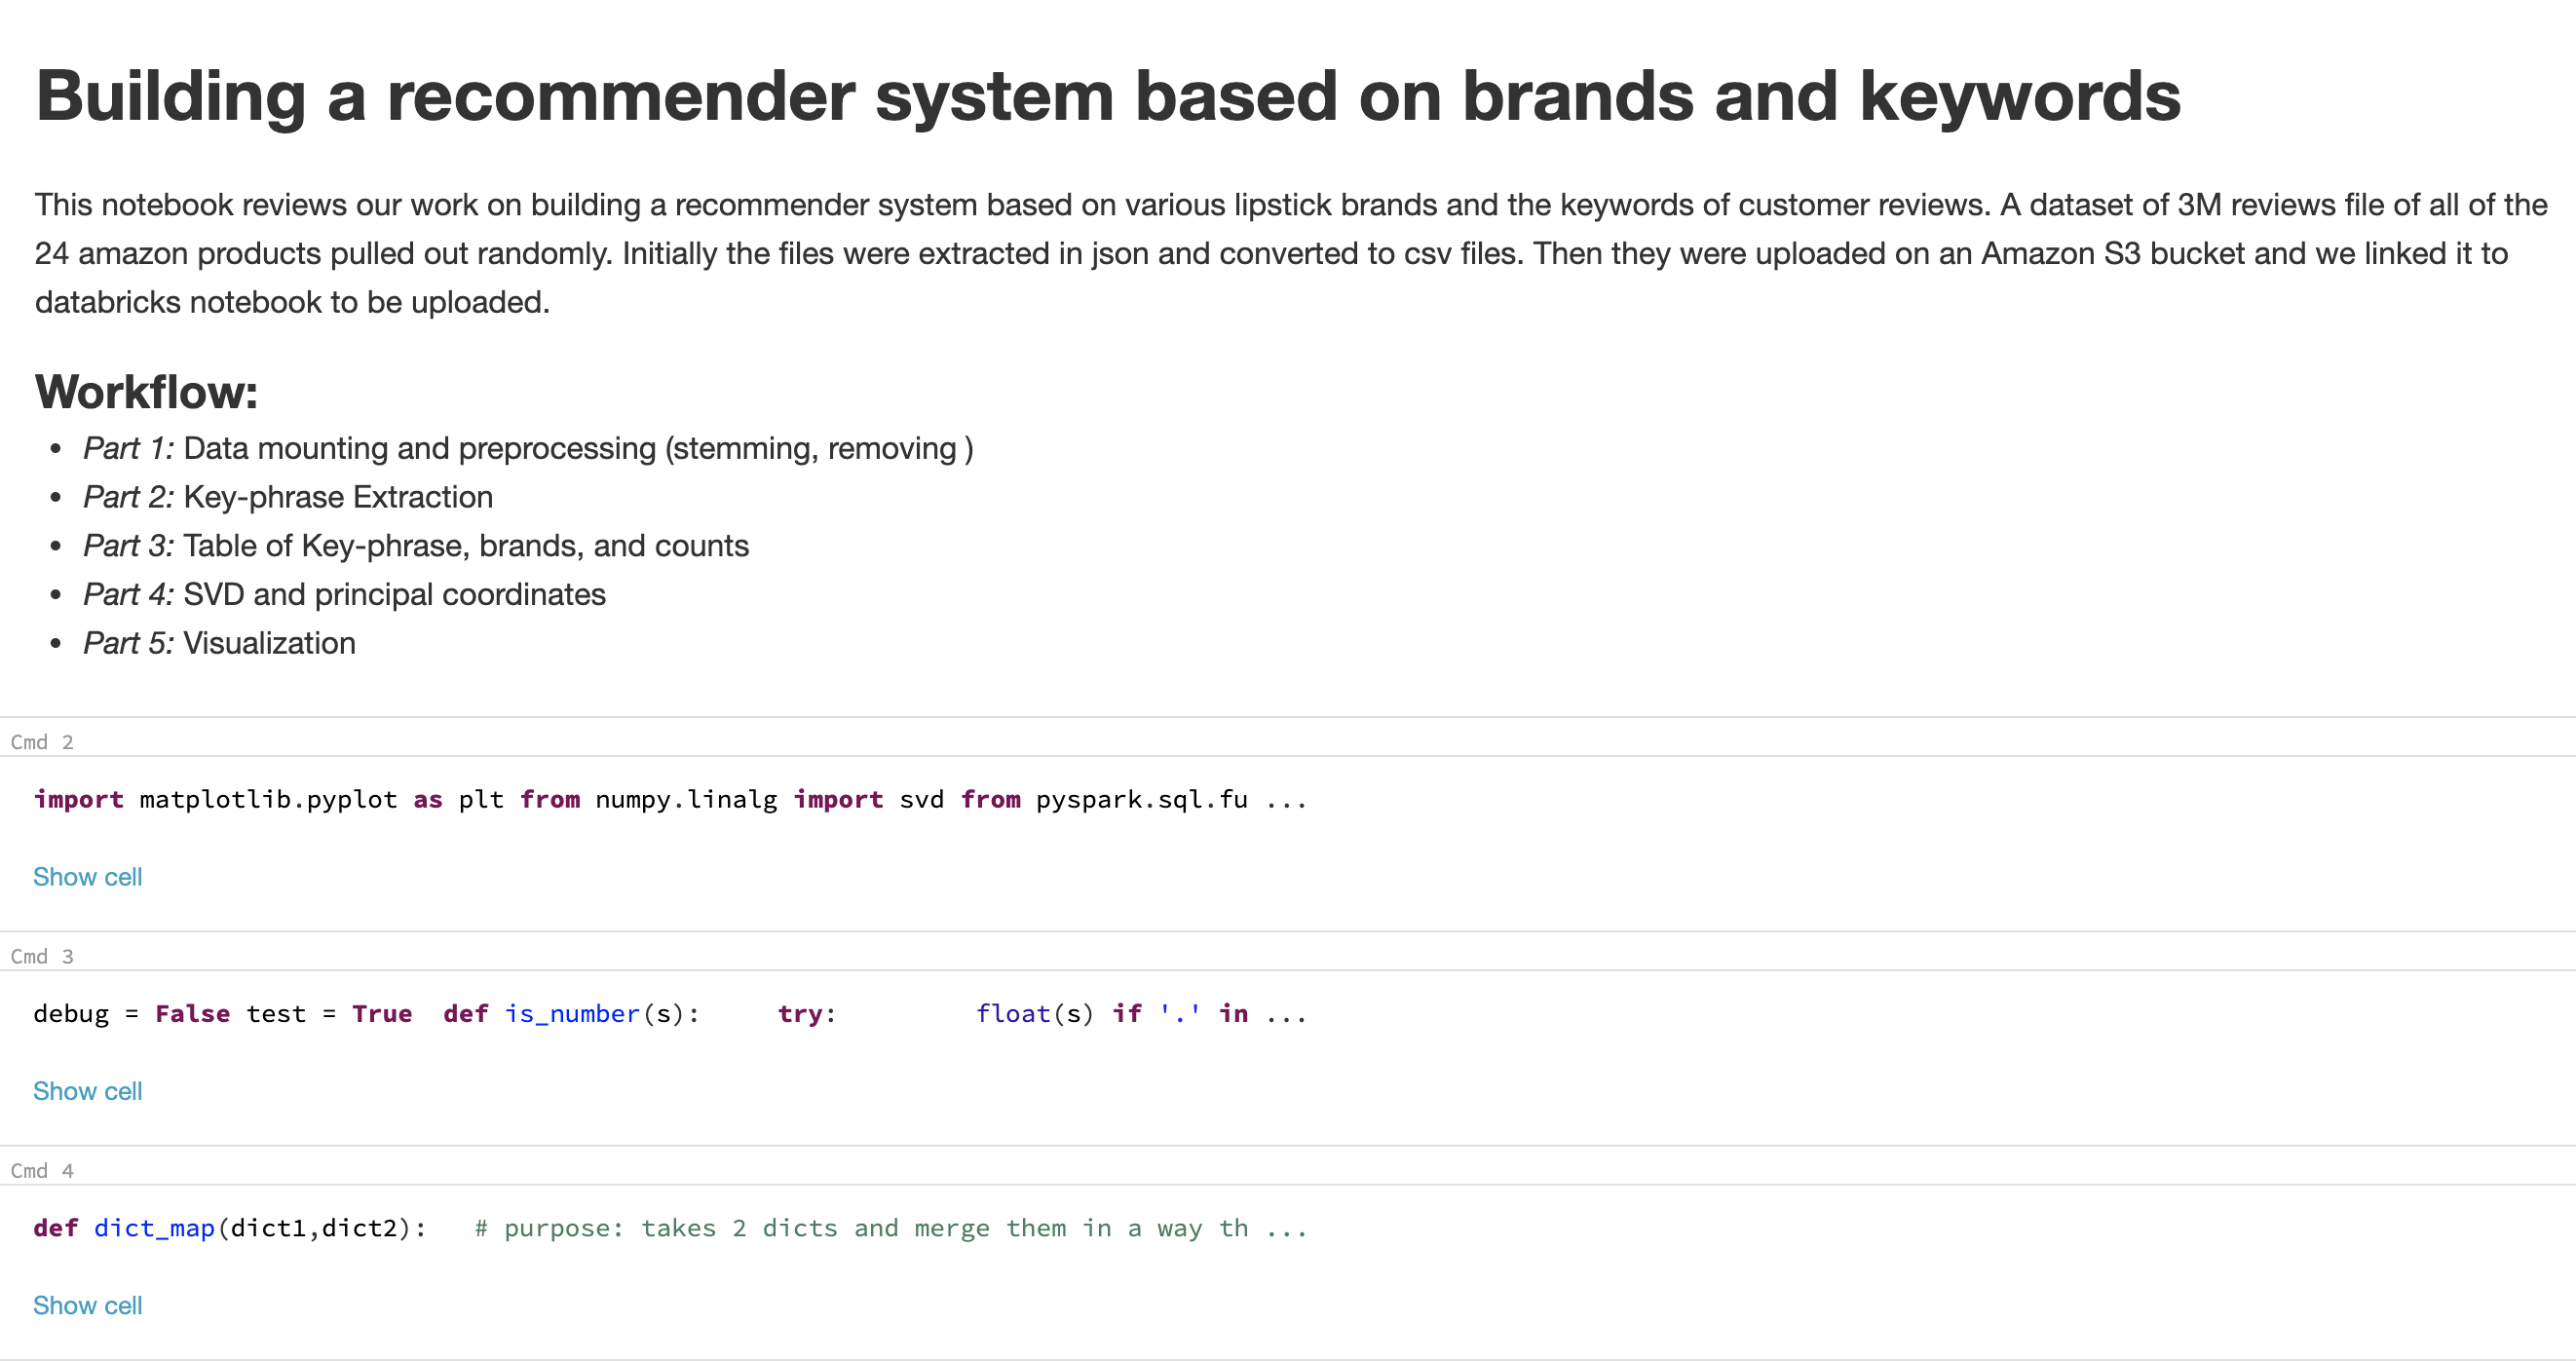 Building a recommender system based on brands and keywords
This notebook reviews our work on building a recommender system based on various lipstick brands and the keywords of customer reviews. A dataset of 3M reviews file of all of the
24 amazon products pulled out randomly. Initially the files were extracted in json and converted to csv files. Then they were uploaded on an Amazon S3 bucket and we linked it to
databricks notebook to be uploaded.
Workflow:
• Part 1: Data mounting and preprocessing (stemming, removing )
• Part 2: Key-phrase Extraction
• Part 3: Table of Key-phrase, brands, and counts
• Part 4: SVD and principal coordinates
• Part 5: Visualization
Cmd 2
import matplotlib.pyplot as plt from numpy.linalg import svd from pyspark.sql.fu ...
Show cell
Cmd 3
debug = False test = True  def is_number(s):     try:         float(s) if '.' in ...
Show cell
Cmd 4
def dict_map(dict1,dict2):   # purpose: takes 2 dicts and merge them in a way th ...
Show cell